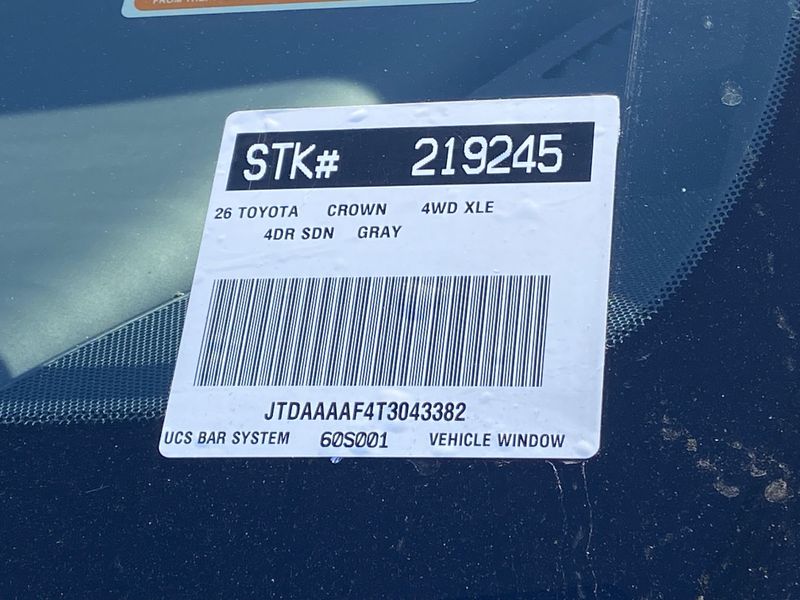 STK# 219245
26 TOYOTA CROWN 4WD XLE
4DR SDN GRAY
JTDAAAAF4T3043382
UCS BAR SYSTEM 60S001 VEHICLE WINDOW